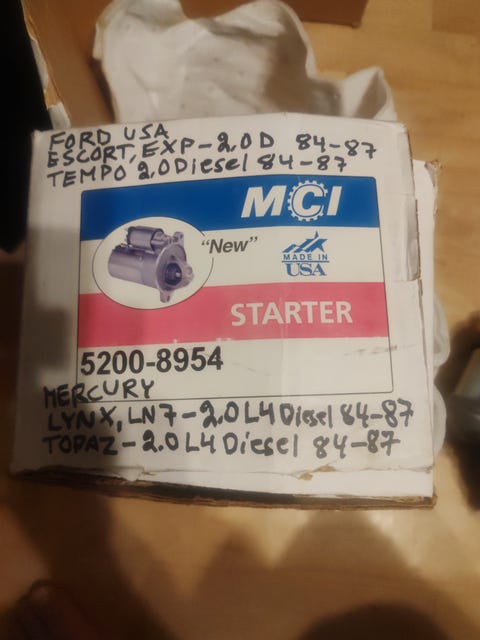 FORD USA
ESCORT, EXP-2.0D 84-87
TEMPO 2.0Diesel 84-87
MCI
"New"
MADE IN
USA
STARTER
5200-8954
MERCURY
LYNX, LN7-2.0L4Diesel 84-87
TOPAZ-2.0L4Diesel 84-87